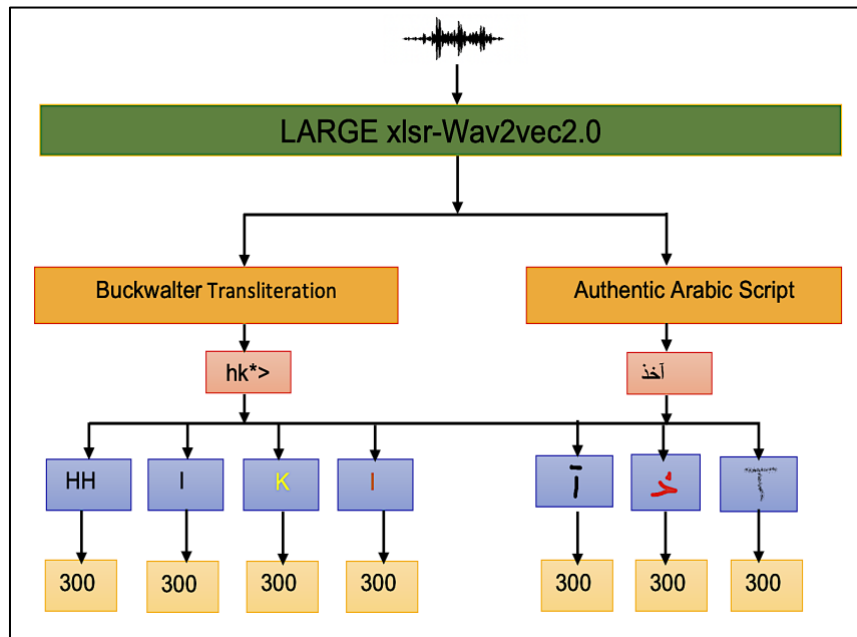 LARGE xlsr-Wav2vec2.0
Buckwalter Transliteration
Authentic Arabic Script
hk*>
آخذ
HH I K I آ خ
300 300 300 300 300 300 300